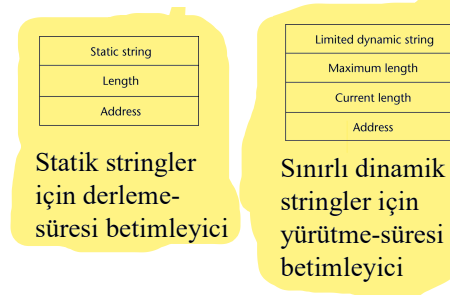 Static string
Length
Address
Statik stringler
için derleme-
süresi betimleyici
Limited dynamic string
Maximum length
Current length
Address
Sınırlı dinamik
stringler için
yürütme-süresi
betimleyici